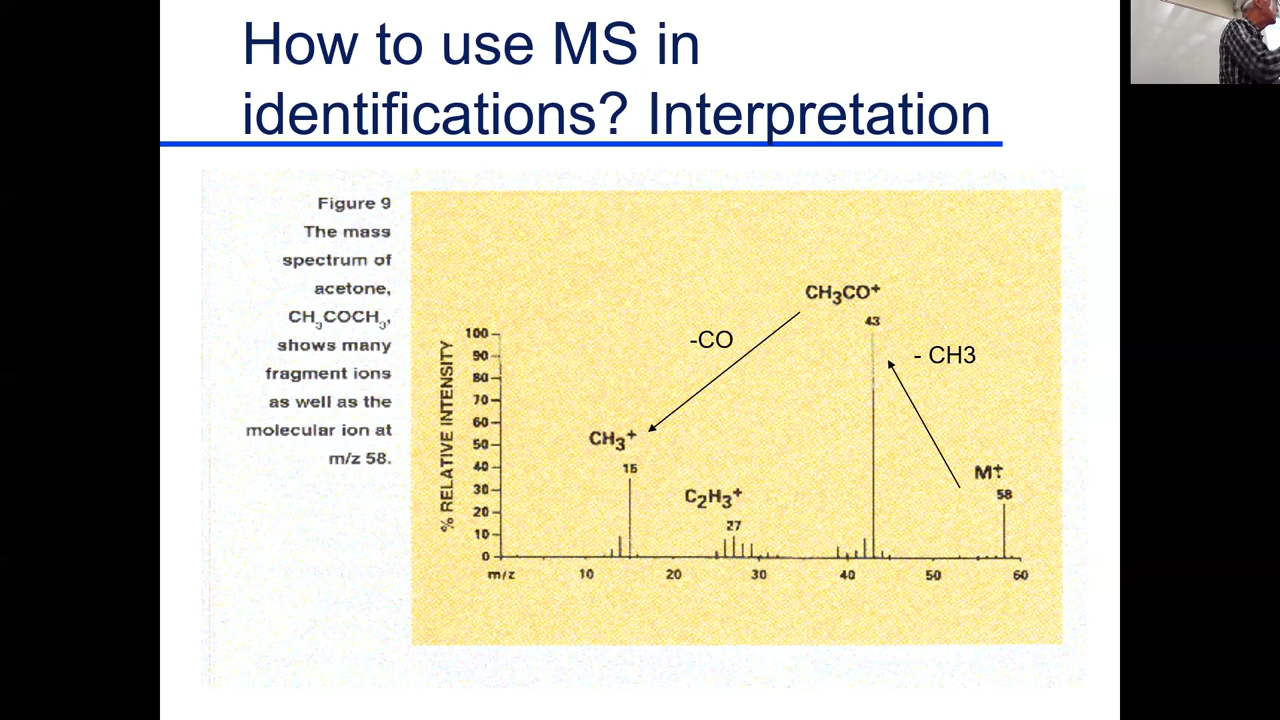 How to use MS in
identifications? Interpretation
Figure 9
The mass
spectrum of
acetone,
CH₃COCH₃,
shows many
fragment ions
as well as the
molecular ion at
m/z 58.
CH₃CO⁺
43
-CO
- CH3
CH₃⁺
15
C₂H₃⁺
27
M⁺
58
% RELATIVE INTENSITY
100
90
80
70
60
50
40
30
20
10
0
m/z 10 20 30 40 50 60